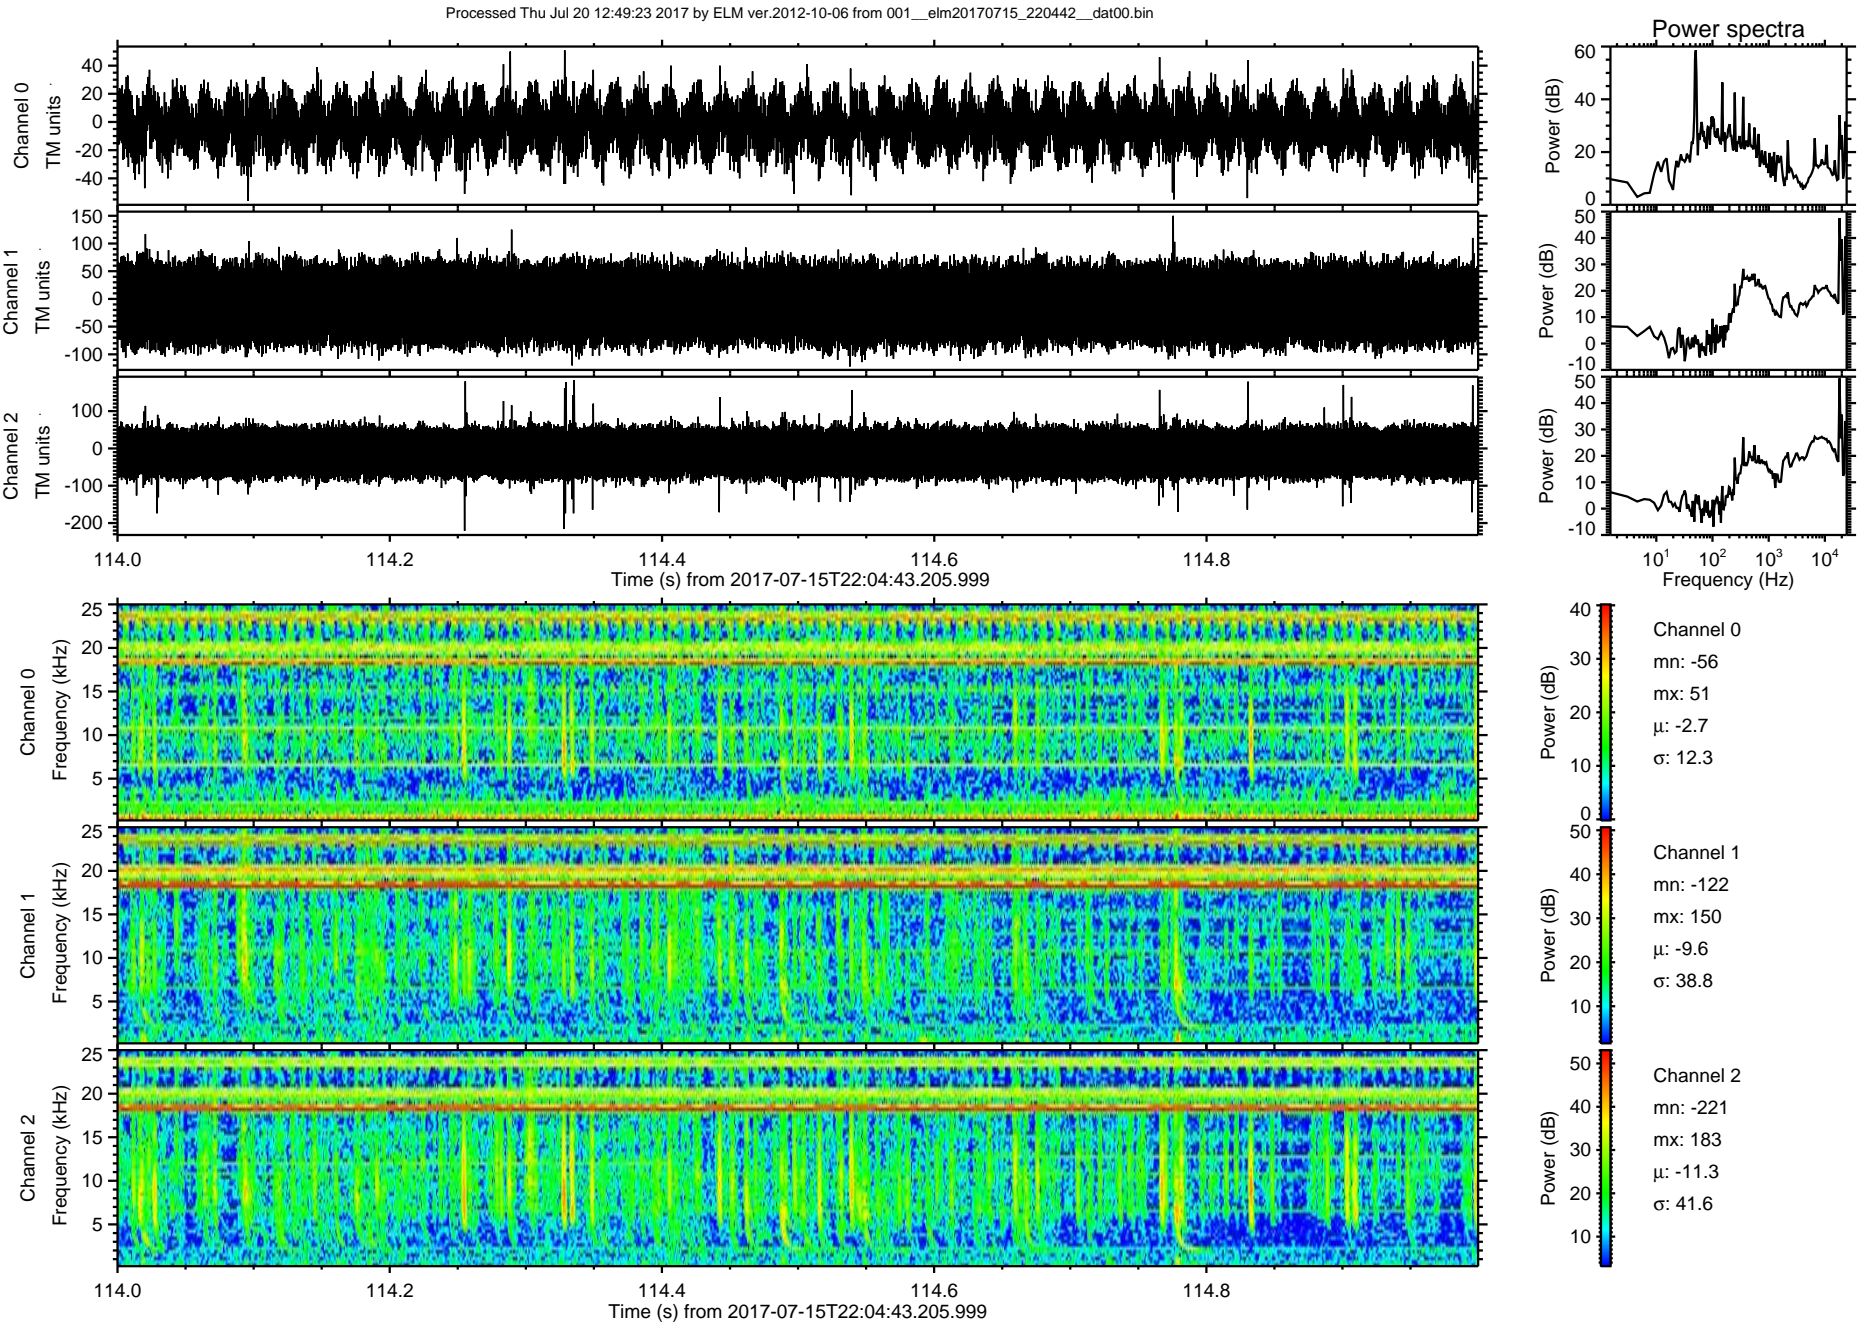 Processed Thu Jul 20 12:49:23 2017 by ELM ver.2012-10-06 from 001__elm20170715_220442__dat00.bin
Power spectra
Channel 0
TM units
40
20
0
-20
-40
Power (dB)
60
40
20
0
Channel 1
TM units
150
100
50
0
-50
-100
Power (dB)
50
40
30
20
10
0
-10
Channel 2
TM units
100
0
-100
-200
Power (dB)
50
40
30
20
10
0
-10
114.0 114.2 114.4 114.6 114.8
Time (s) from 2017-07-15T22:04:43.205.999
10^1 10^2 10^3 10^4
Frequency (Hz)
Channel 0
Frequency (kHz)
25
20
15
10
5
Power (dB)
40
30
20
10
0
Channel 0
mn: -56
mx: 51
μ: -2.7
σ: 12.3
Channel 1
Frequency (kHz)
25
20
15
10
5
Power (dB)
50
40
30
20
10
Channel 1
mn: -122
mx: 150
μ: -9.6
σ: 38.8
Channel 2
Frequency (kHz)
25
20
15
10
5
Power (dB)
50
40
30
20
10
Channel 2
mn: -221
mx: 183
μ: -11.3
σ: 41.6
114.0 114.2 114.4 114.6 114.8
Time (s) from 2017-07-15T22:04:43.205.999